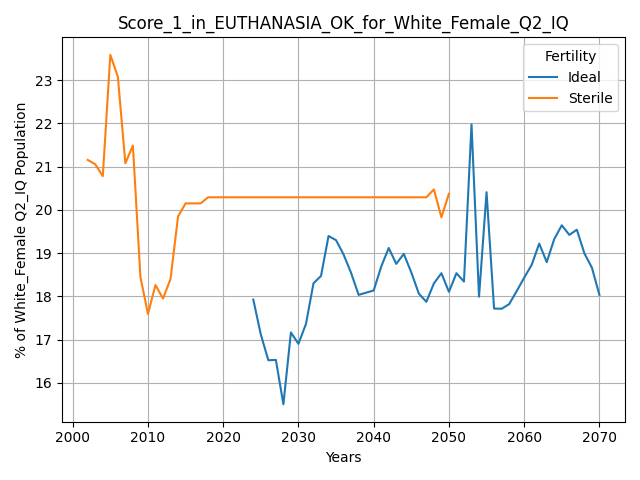 Score_1_in_EUTHANASIA_OK_for_White_Female_Q2_IQ
Fertility
Ideal
Sterile
% of White_Female Q2_IQ Population
23
22
21
20
19
18
17
16
2000 2010 2020 2030 2040 2050 2060 2070
Years